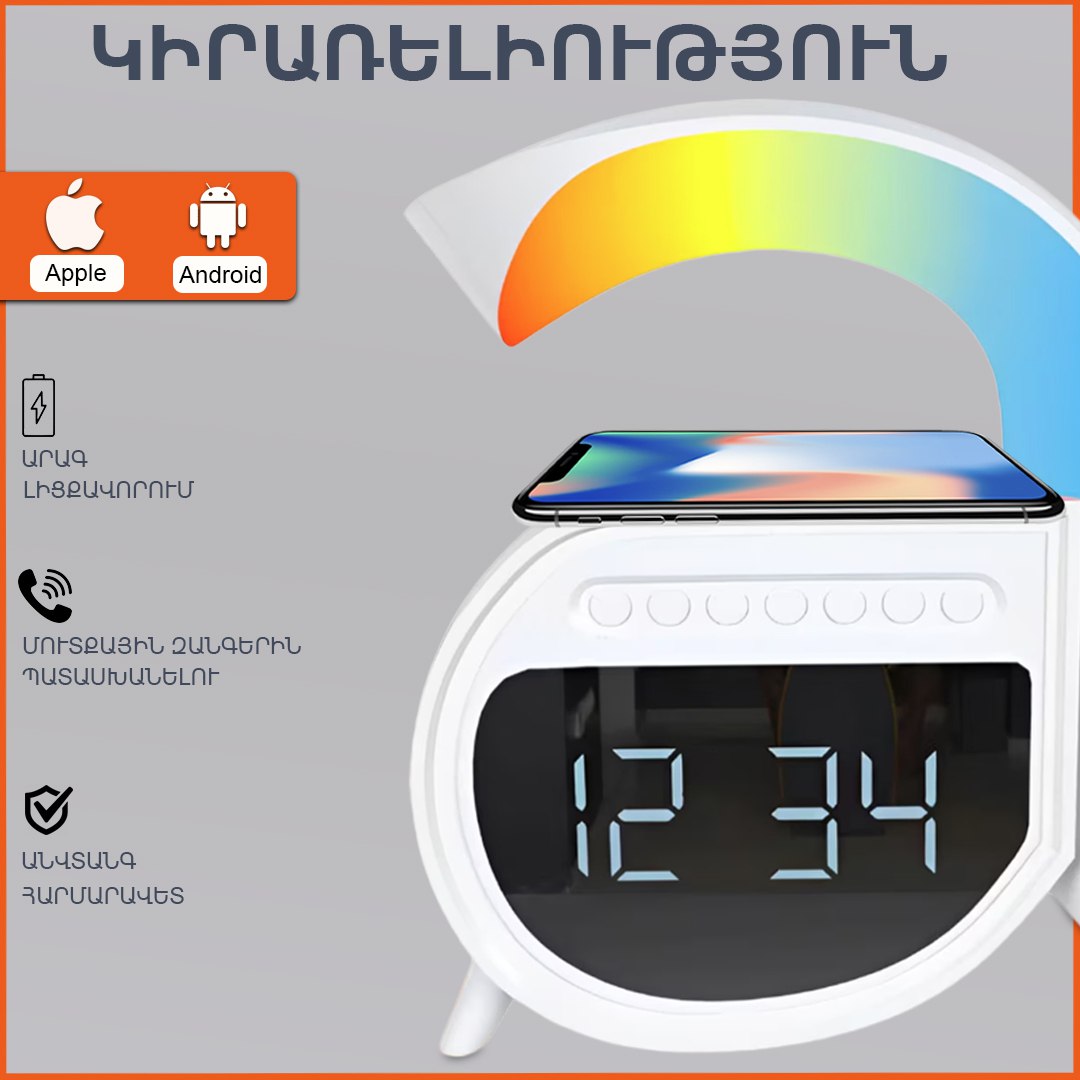 ԿԻՐԱՌԵԼԻՈՒԹՅՈՒՆ
Apple
Android
ԱՐԱԳ
ԼԻՑՔԱՎՈՐՈՒՄ
ՄՈՒՏՔԱՅԻՆ ԶԱՆԳԵՐԻՆ
ՊԱՏԱՍԽԱՆԵԼՈՒ
ԱՆՎՏԱՆԳ
ՀԱՐՄԱՐԱՎԵՏ
12 34